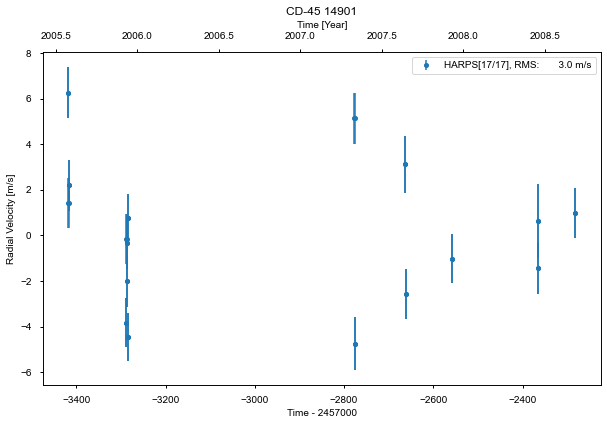 CD-45 14901
Time [Year]
2005.5 2006.0 2006.5 2007.0 2007.5 2008.0 2008.5
HARPS[17/17], RMS: 3.0 m/s
8
6
4
2
0
−2
−4
−6
Radial Velocity [m/s]
−3400 −3200 −3000 −2800 −2600 −2400
Time - 2457000